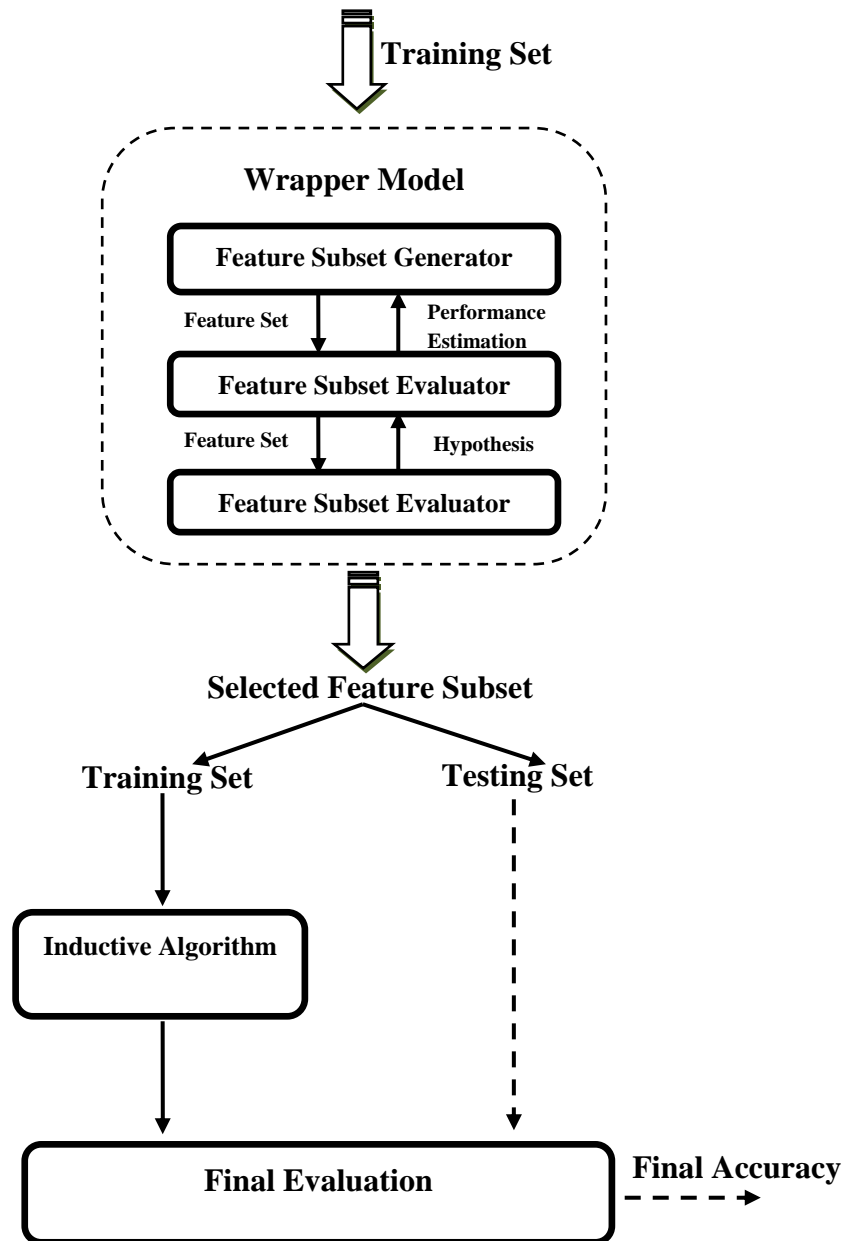 Training Set
Wrapper Model
Feature Subset Generator
Feature Set
Performance
Estimation
Feature Subset Evaluator
Feature Set
Hypothesis
Feature Subset Evaluator
Selected Feature Subset
Training Set
Testing Set
Inductive Algorithm
Final Evaluation
Final Accuracy